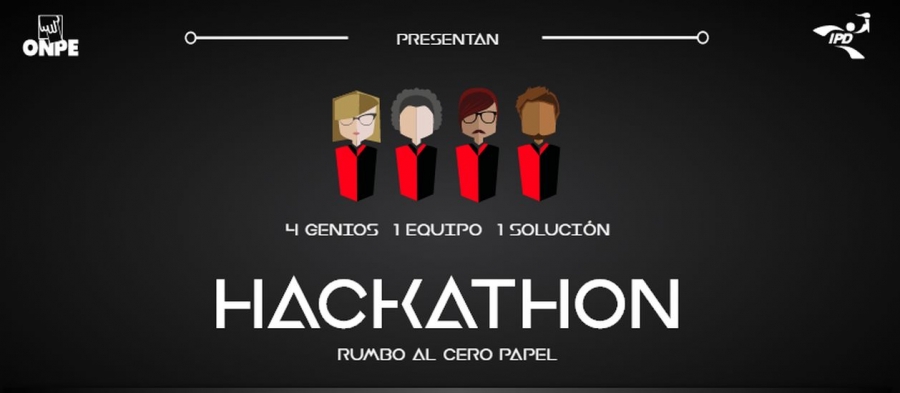 ONPE
PRESENTAN
IPD
4 GENIOS 1 EQUIPO 1 SOLUCIÓN
HACKATHON
RUMBO AL CERO PAPEL